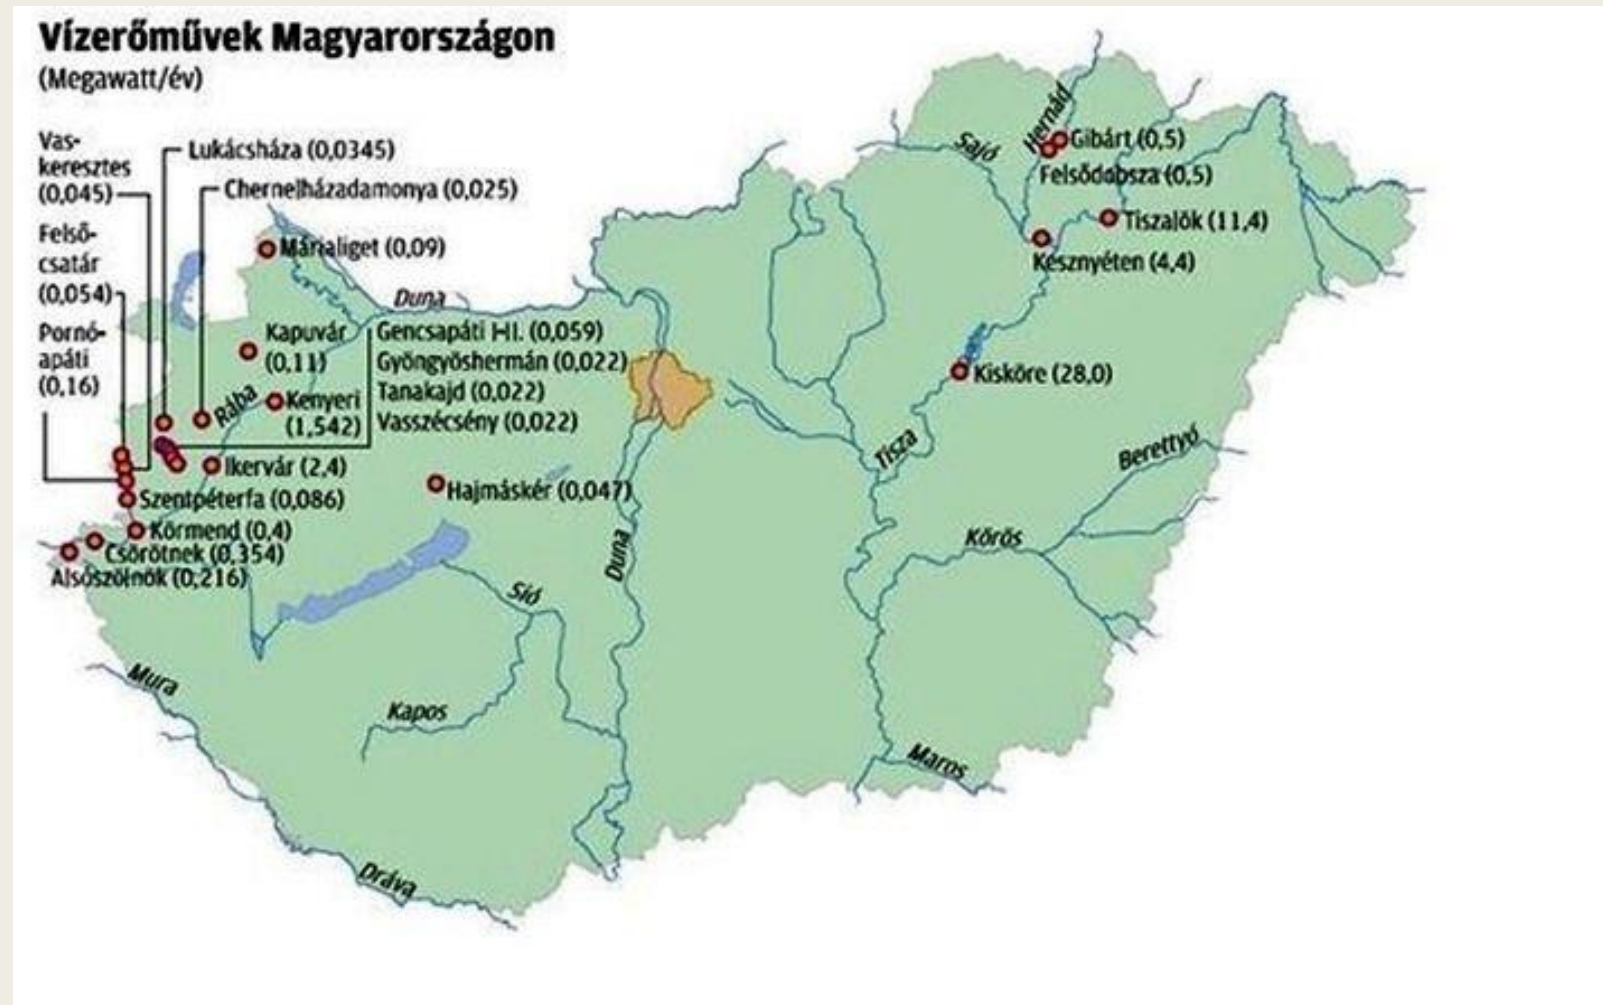 Vízerőművek Magyarországon
(Megawatt/év)
Vas-
keresztes
(0,045)
Felső-
csatár
(0,054)
Pornó-
apáti
(0,16)
Lukácsháza (0,0345)
Chernelházadamonya (0,025)
Márialiget (0,09)
Duna
Kapuvár
(0,11)
Gencsapáti I-II. (0,059)
Gyöngyöshermán (0,022)
Tanakajd (0,022)
Vasszécsény (0,022)
Rába
Kenyeri
(1,542)
Ikervár (2,4)
Szentpéterfa (0,086)
Körmend (0,4)
Csörötnek (0,354)
Alsószölnök (0,216)
Hajmáskér (0,047)
Hernád
Sajó
Gibárt (0,5)
Felsődobsza (0,5)
Tiszalök (11,4)
Kesznyéten (4,4)
Kisköre (28,0)
Tisza
Berettyó
Körös
Duna
Sió
Mura
Kapos
Maros
Dráva